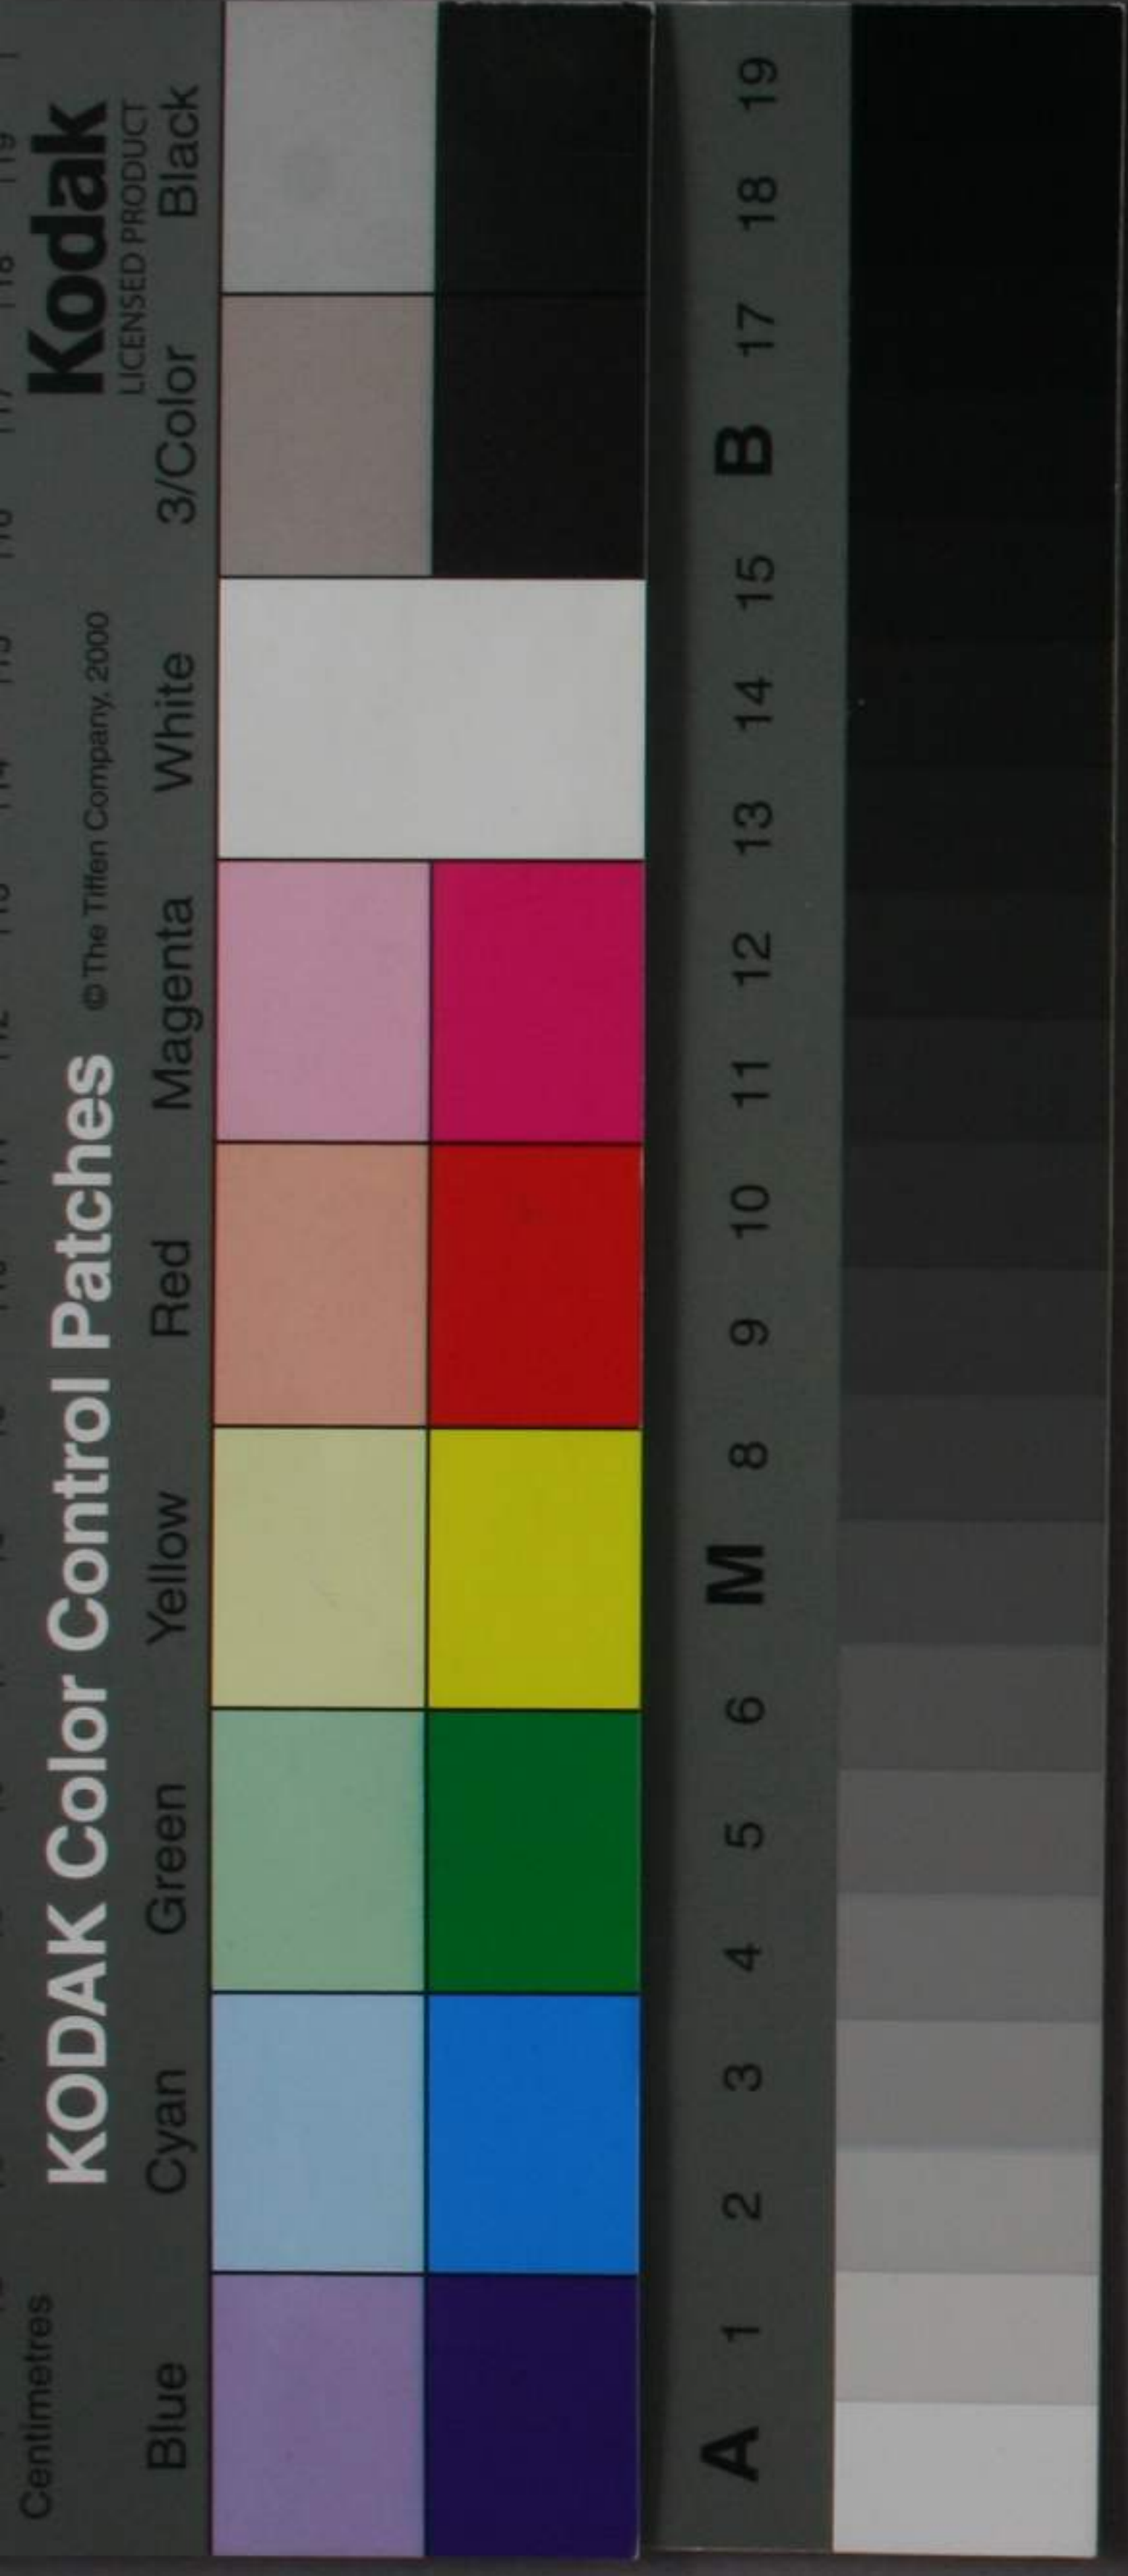 Centimetres
KODAK Color Control Patches © The Tiffen Company, 2000
Kodak
LICENSED PRODUCT
Blue Cyan Green Yellow Red Magenta White 3/Color Black
A 1 2 3 4 5 6 M 8 9 10 11 12 13 14 15 B 17 18 19